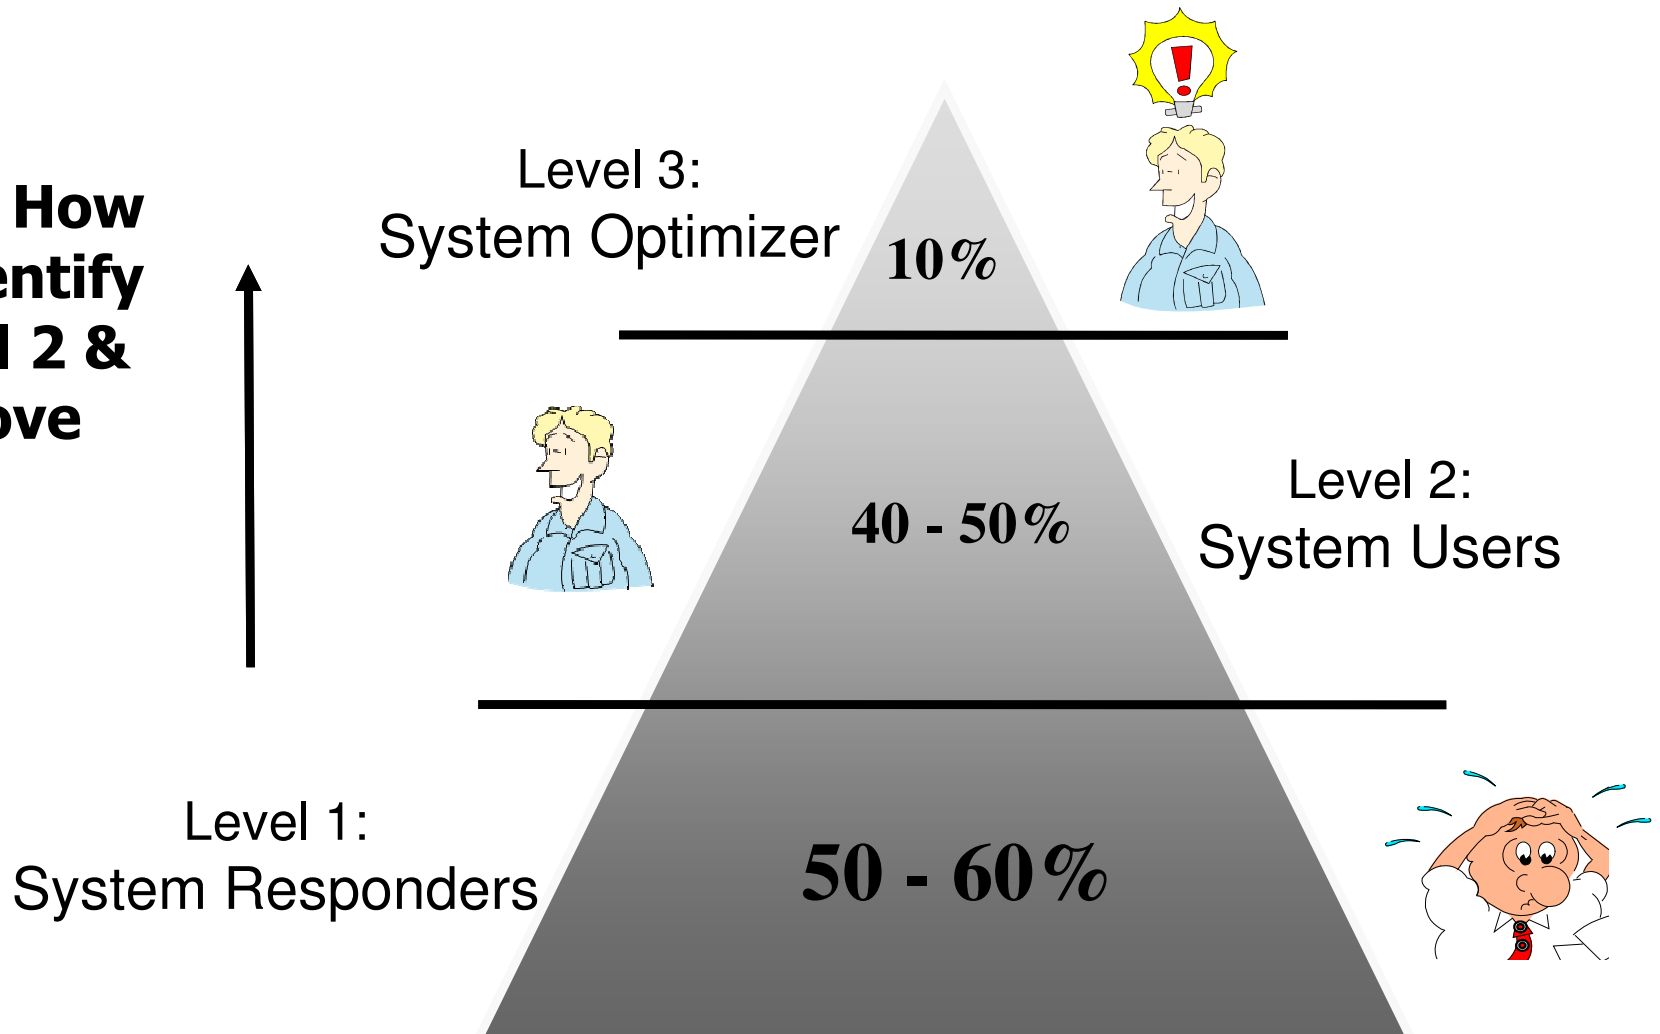 How
entify
2 &
ove
Level 3:
System Optimizer
10%
40 - 50%
Level 2:
System Users
Level 1:
System Responders
50 - 60%
!